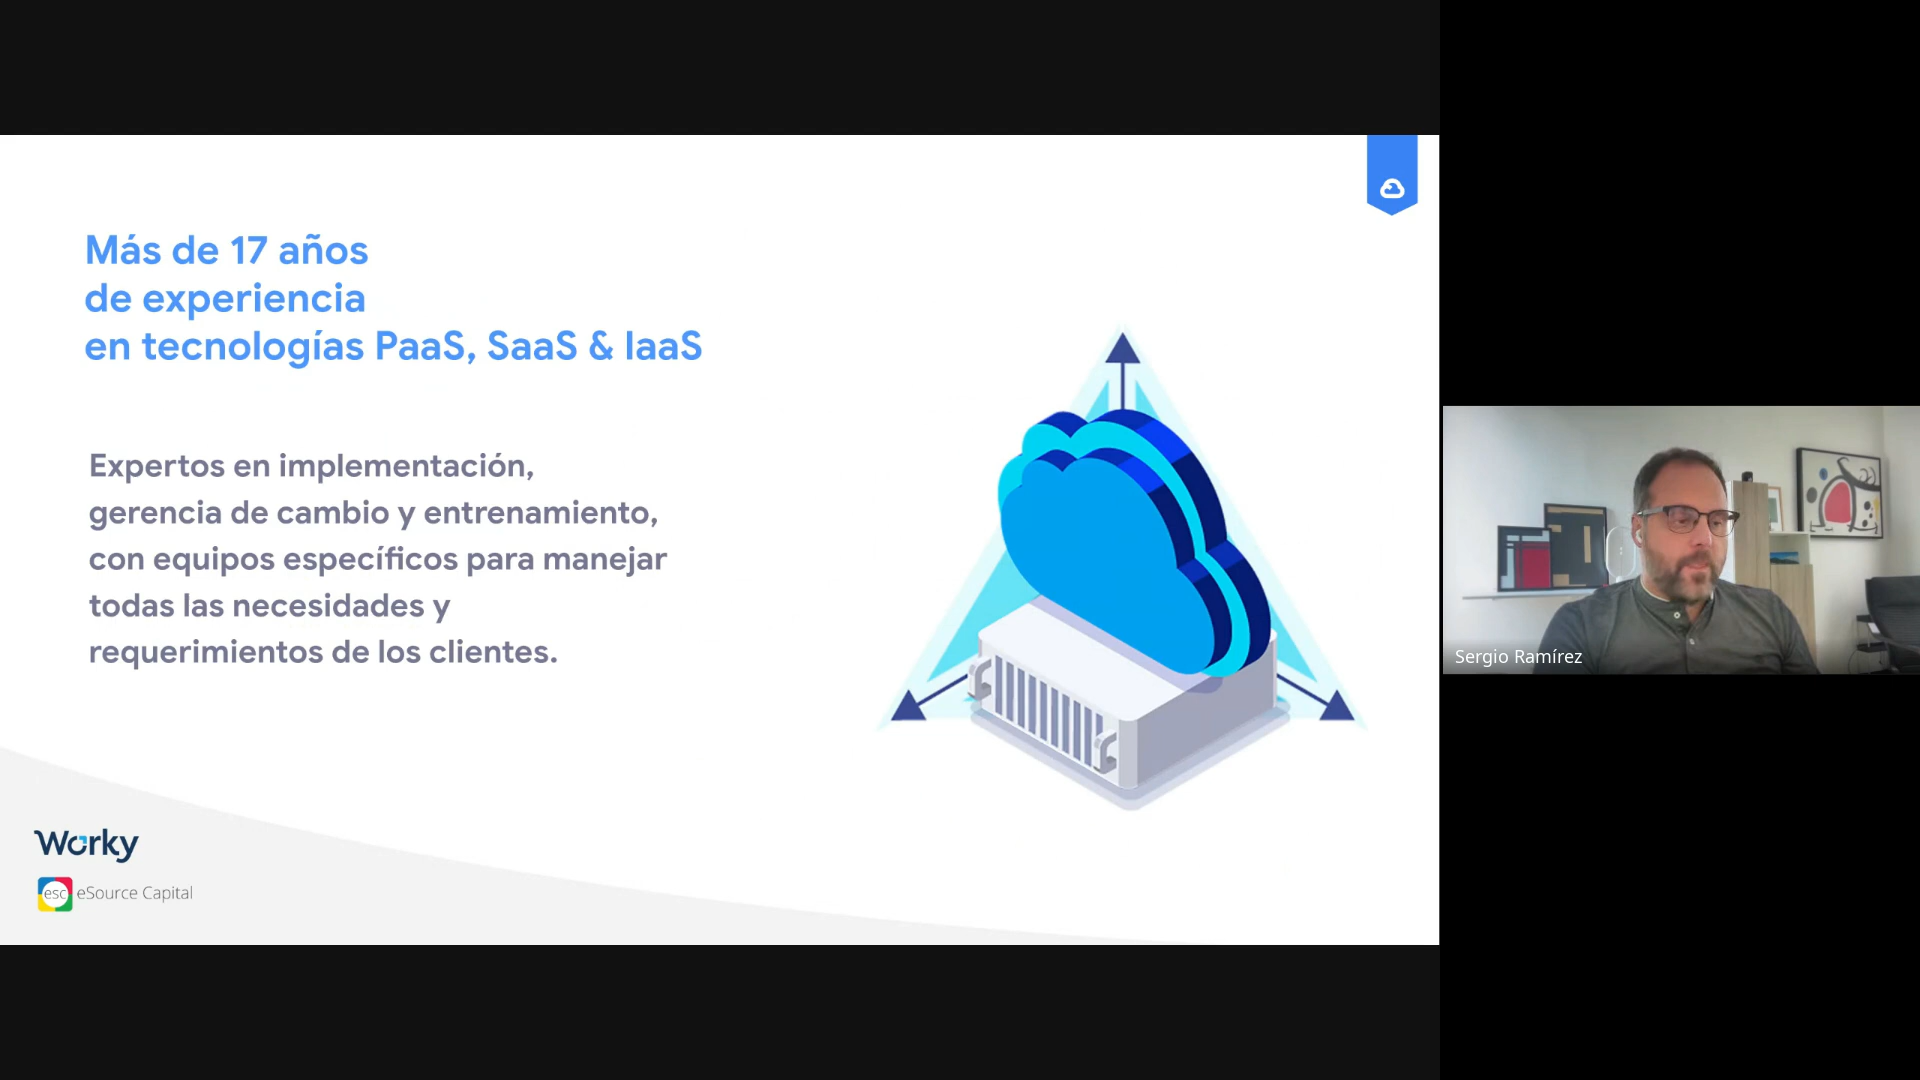 Más de 17 años
de experiencia
en tecnologías PaaS, SaaS & IaaS
Expertos en implementación,
gerencia de cambio y entrenamiento,
con equipos específicos para manejar
todas las necesidades y
requerimientos de los clientes.
Worky
esc eSource Capital
Sergio Ramírez